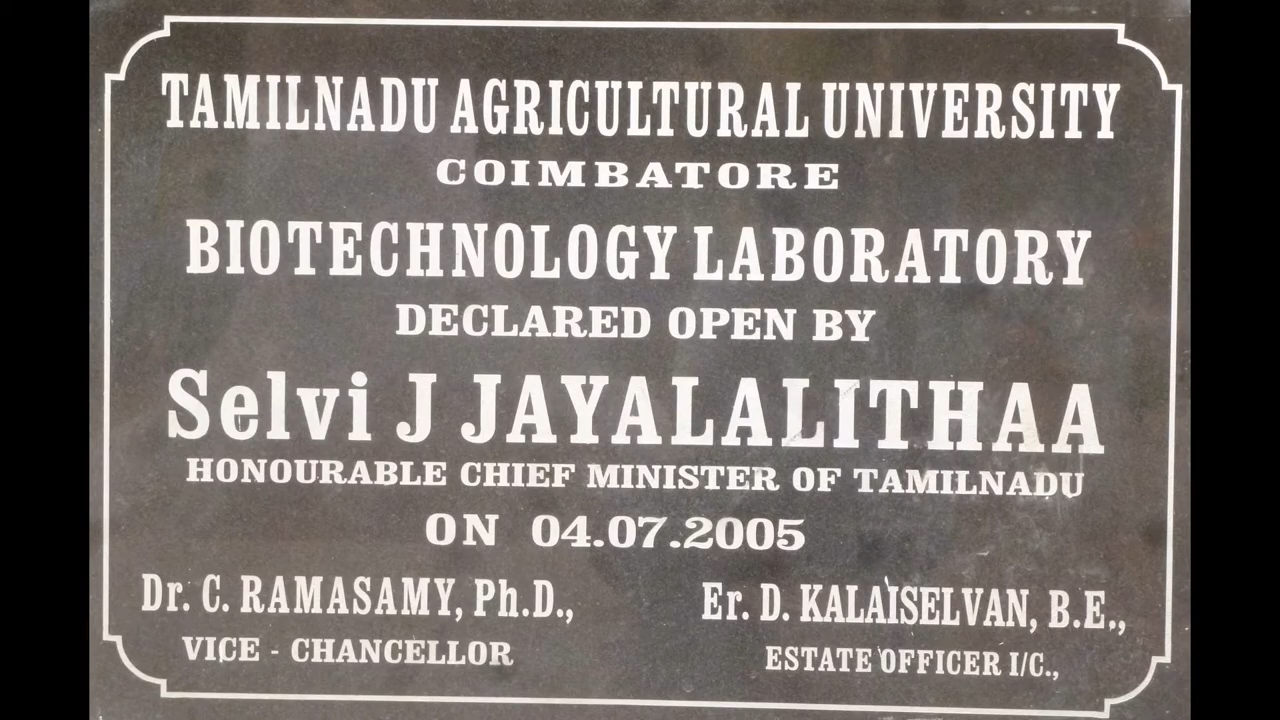 TAMILNADU AGRICULTURAL UNIVERSITY
COIMBATORE
BIOTECHNOLOGY LABORATORY
DECLARED OPEN BY
Selvi J JAYALALITHAA
HONOURABLE CHIEF MINISTER OF TAMILNADU
ON 04.07.2005
Dr. C. RAMASAMY, Ph.D.,
VICE - CHANCELLOR
Er. D. KALAISELVAN, B.E.,
ESTATE OFFICER I/C.,